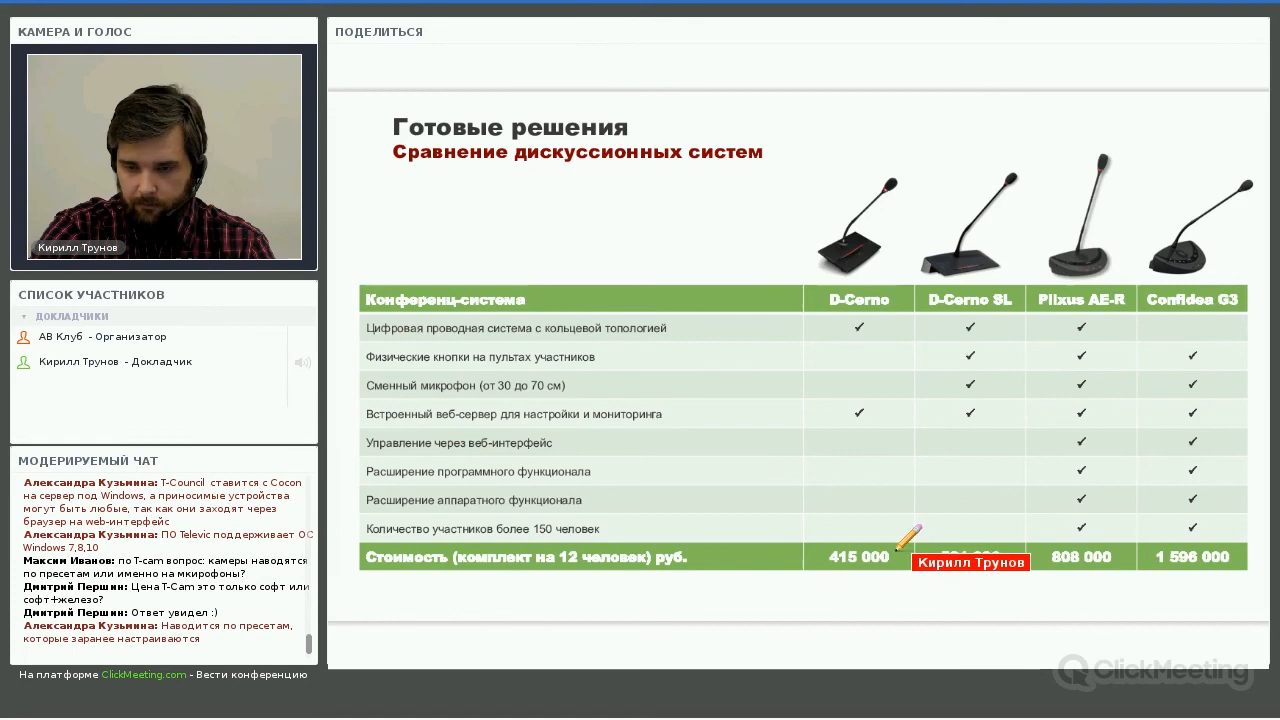 КАМЕРА И ГОЛОС
Кирилл Трунов
СПИСОК УЧАСТНИКОВ
ДОКЛАДЧИКИ
АВ Клуб - Организатор
Кирилл Трунов - Докладчик
МОДЕРИРУЕМЫЙ ЧАТ
Александра Кузьмина: T-Council ставится с Cocon
на сервер под Windows, а приносимые устройства
могут быть любые, так как они заходят через
браузер на web-интерфейс
Александра Кузьмина: ПО Televic поддерживает ОС
Windows 7,8,10
Максим Иванов: по T-cam вопрос: камеры наводятся
по пресетам или именно на мкирофоны?
Дмитрий Першин: Цена T-Cam это только софт или
софт+железо?
Дмитрий Першин: Ответ увидел :)
Александра Кузьмина: Наводится по пресетам,
которые заранее настраиваются
На платформе ClickMeeting.com - Вести конференцию
ПОДЕЛИТЬСЯ
Готовые решения
Сравнение дискуссионных систем
Конференц-система D-Cerno D-Cerno SL Plixus AE-R Confidea G3
Цифровая проводная система с кольцевой топологией ✓ ✓ ✓
Физические кнопки на пультах участников ✓ ✓ ✓
Сменный микрофон (от 30 до 70 см) ✓ ✓ ✓
Встроенный веб-сервер для настройки и мониторинга ✓ ✓ ✓ ✓
Управление через веб-интерфейс ✓ ✓
Расширение программного функционала ✓ ✓
Расширение аппаратного функционала ✓ ✓
Количество участников более 150 человек ✓ ✓
Стоимость (комплект на 12 человек) руб. 415 000 808 000 1 596 000
Кирилл Трунов
ClickMeeting